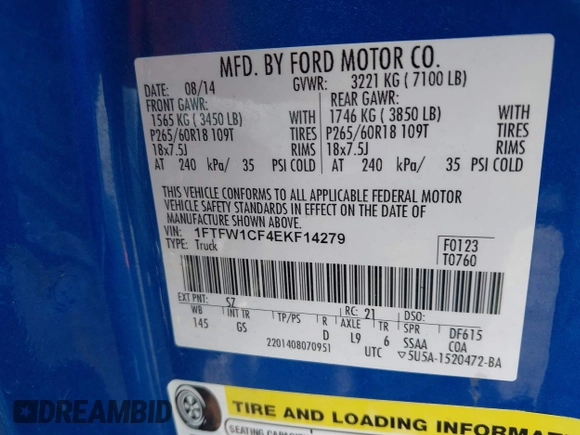 MFD. BY FORD MOTOR CO.
DATE: 08/14 GVWR: 3221 KG ( 7100 LB)
FRONT GAWR: REAR GAWR:
1565 KG ( 3450 LB) WITH 1746 KG ( 3850 LB) WITH
P265/60R18 109T TIRES P265/60R18 109T TIRES
18x7.5J RIMS 18x7.5J RIMS
AT 240 kPa/ 35 PSI COLD AT 240 kPa/ 35 PSI COLD
THIS VEHICLE CONFORMS TO ALL APPLICABLE FEDERAL MOTOR
VEHICLE SAFETY STANDARDS IN EFFECT ON THE DATE OF
MANUFACTURE SHOWN ABOVE.
VIN: 1FTFW1CF4EKF14279 F0123
TYPE: Truck T0760
EXT PNT: SZ RC: 21 DSO:
WB INT TR TP/PS R AXLE TR SPR DF615
145 GS D L9 6 SSAA COA
2201408070951 UTC ▽5U5A-1520472-BA
TIRE AND LOADING INFORMATION
SEATING CAPACITY
DREAMBID